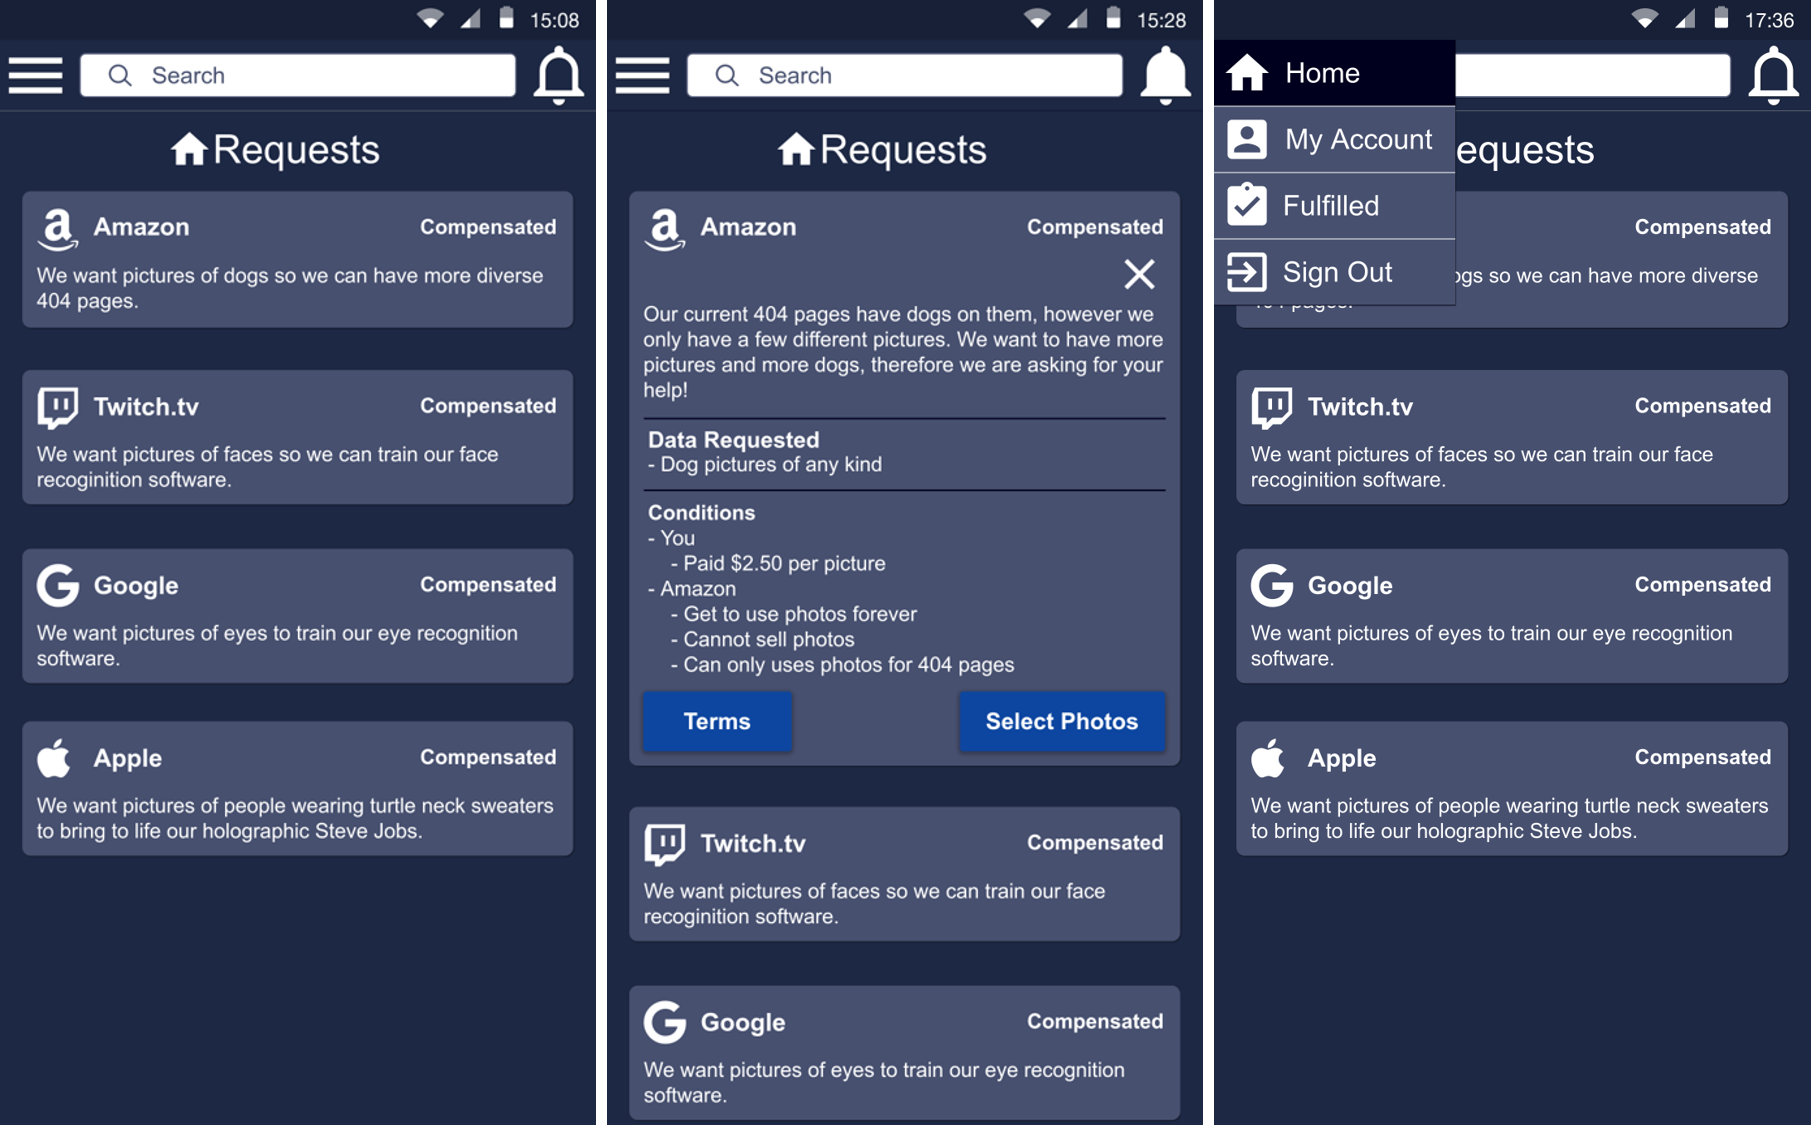 15:08
Search
Requests
Amazon Compensated
We want pictures of dogs so we can have more diverse
404 pages.
Twitch.tv Compensated
We want pictures of faces so we can train our face
recoginition software.
Google Compensated
We want pictures of eyes to train our eye recognition
software.
Apple Compensated
We want pictures of people wearing turtle neck sweaters
to bring to life our holographic Steve Jobs.
15:28
Search
Requests
Amazon Compensated
Our current 404 pages have dogs on them, however we
only have a few different pictures. We want to have more
pictures and more dogs, therefore we are asking for your
help!
Data Requested
- Dog pictures of any kind
Conditions
- You
- Paid $2.50 per picture
- Amazon
- Get to use photos forever
- Cannot sell photos
- Can only uses photos for 404 pages
Terms Select Photos
Twitch.tv Compensated
We want pictures of faces so we can train our face
recoginition software.
Google Compensated
We want pictures of eyes to train our eye recognition
software.
17:36
Home
My Account
equests
Fulfilled
Compensated
Sign Out
ogs so we can have more diverse
pages.
Twitch.tv Compensated
We want pictures of faces so we can train our face
recoginition software.
Google Compensated
We want pictures of eyes to train our eye recognition
software.
Apple Compensated
We want pictures of people wearing turtle neck sweaters
to bring to life our holographic Steve Jobs.